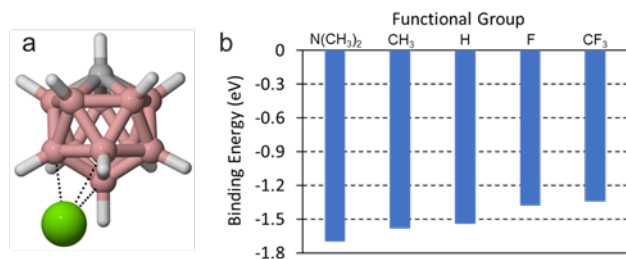 a
b
Functional Group
N(CH₃)₂ CH₃ H F CF₃
Binding Energy (eV)
0
-0.3
-0.6
-0.9
-1.2
-1.5
-1.8